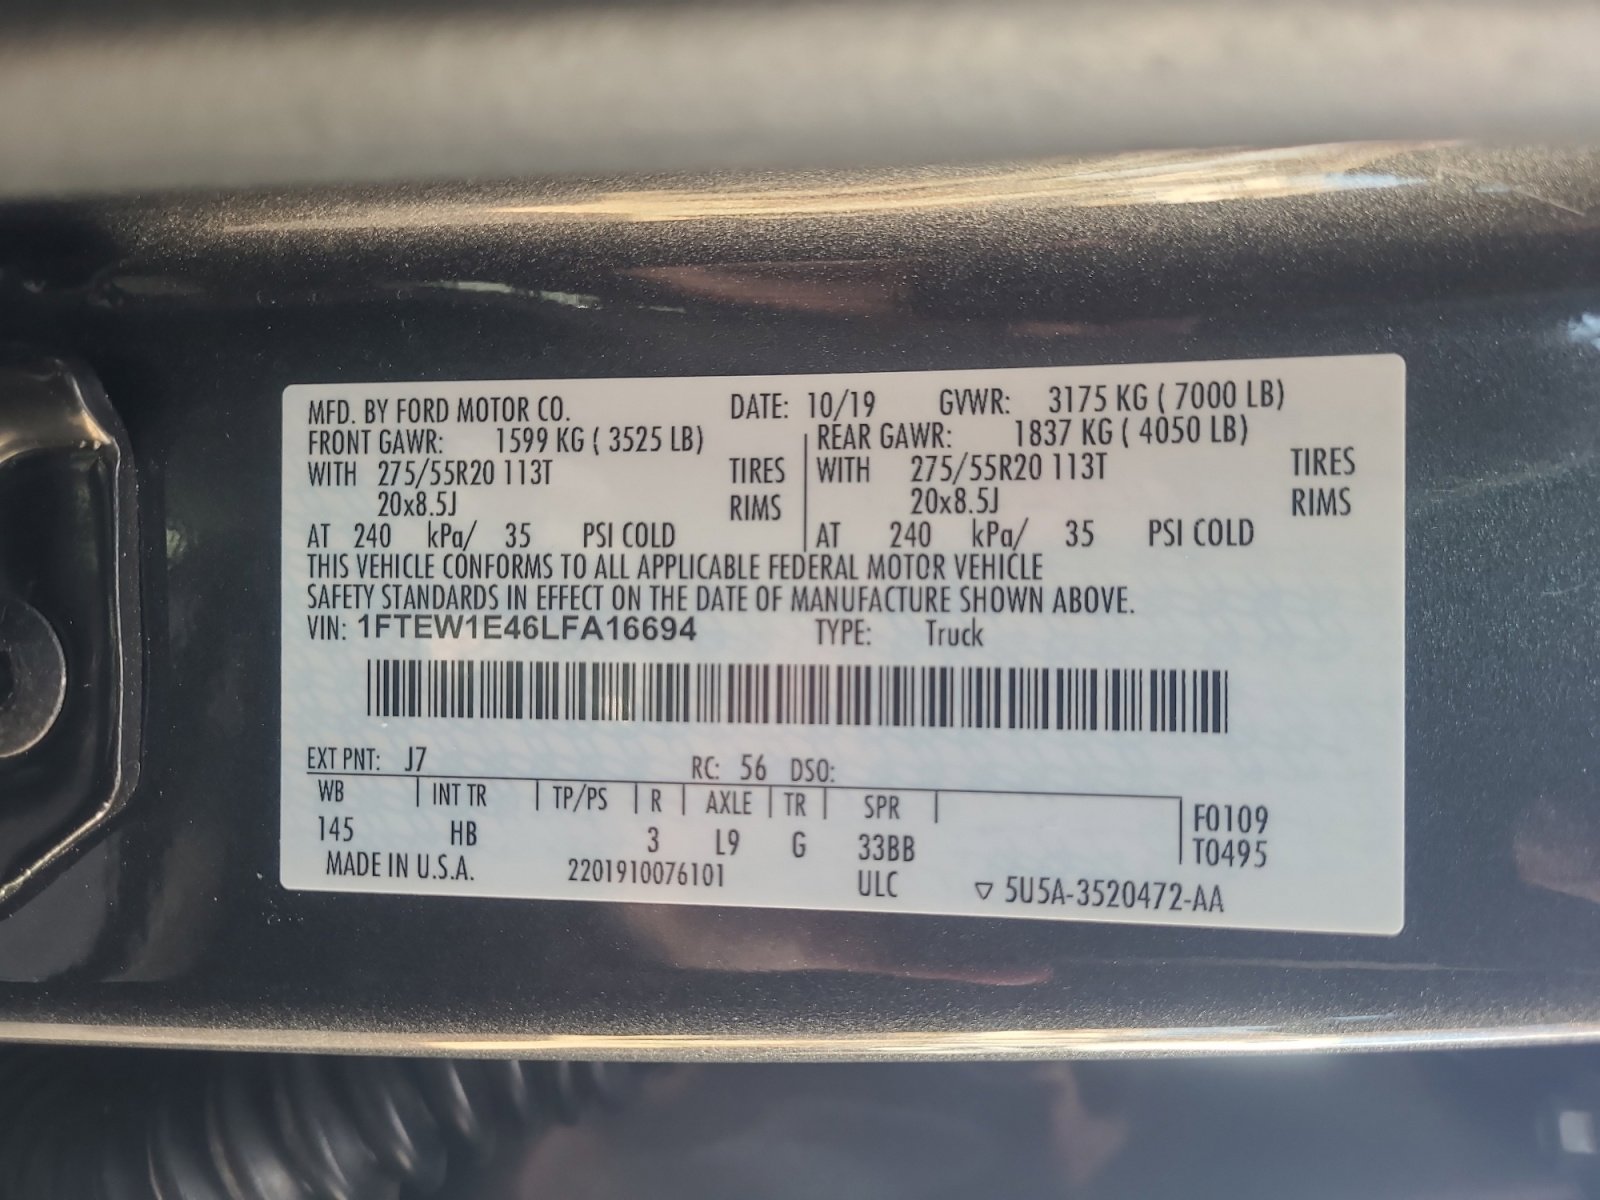 MFD. BY FORD MOTOR CO. DATE: 10/19 GVWR: 3175 KG ( 7000 LB)
FRONT GAWR: 1599 KG ( 3525 LB) REAR GAWR: 1837 KG ( 4050 LB)
WITH 275/55R20 113T TIRES WITH 275/55R20 113T TIRES
20x8.5J RIMS 20x8.5J RIMS
AT 240 kPa/ 35 PSI COLD AT 240 kPa/ 35 PSI COLD
THIS VEHICLE CONFORMS TO ALL APPLICABLE FEDERAL MOTOR VEHICLE
SAFETY STANDARDS IN EFFECT ON THE DATE OF MANUFACTURE SHOWN ABOVE.
VIN: 1FTEW1E46LFA16694 TYPE: Truck
EXT PNT: J7 RC: 56 DSO:
WB INT TR TP/PS R AXLE TR SPR F0109
145 HB 3 L9 G 33BB T0495
MADE IN U.S.A. 2201910076101 ULC ▽ 5U5A-3520472-AA